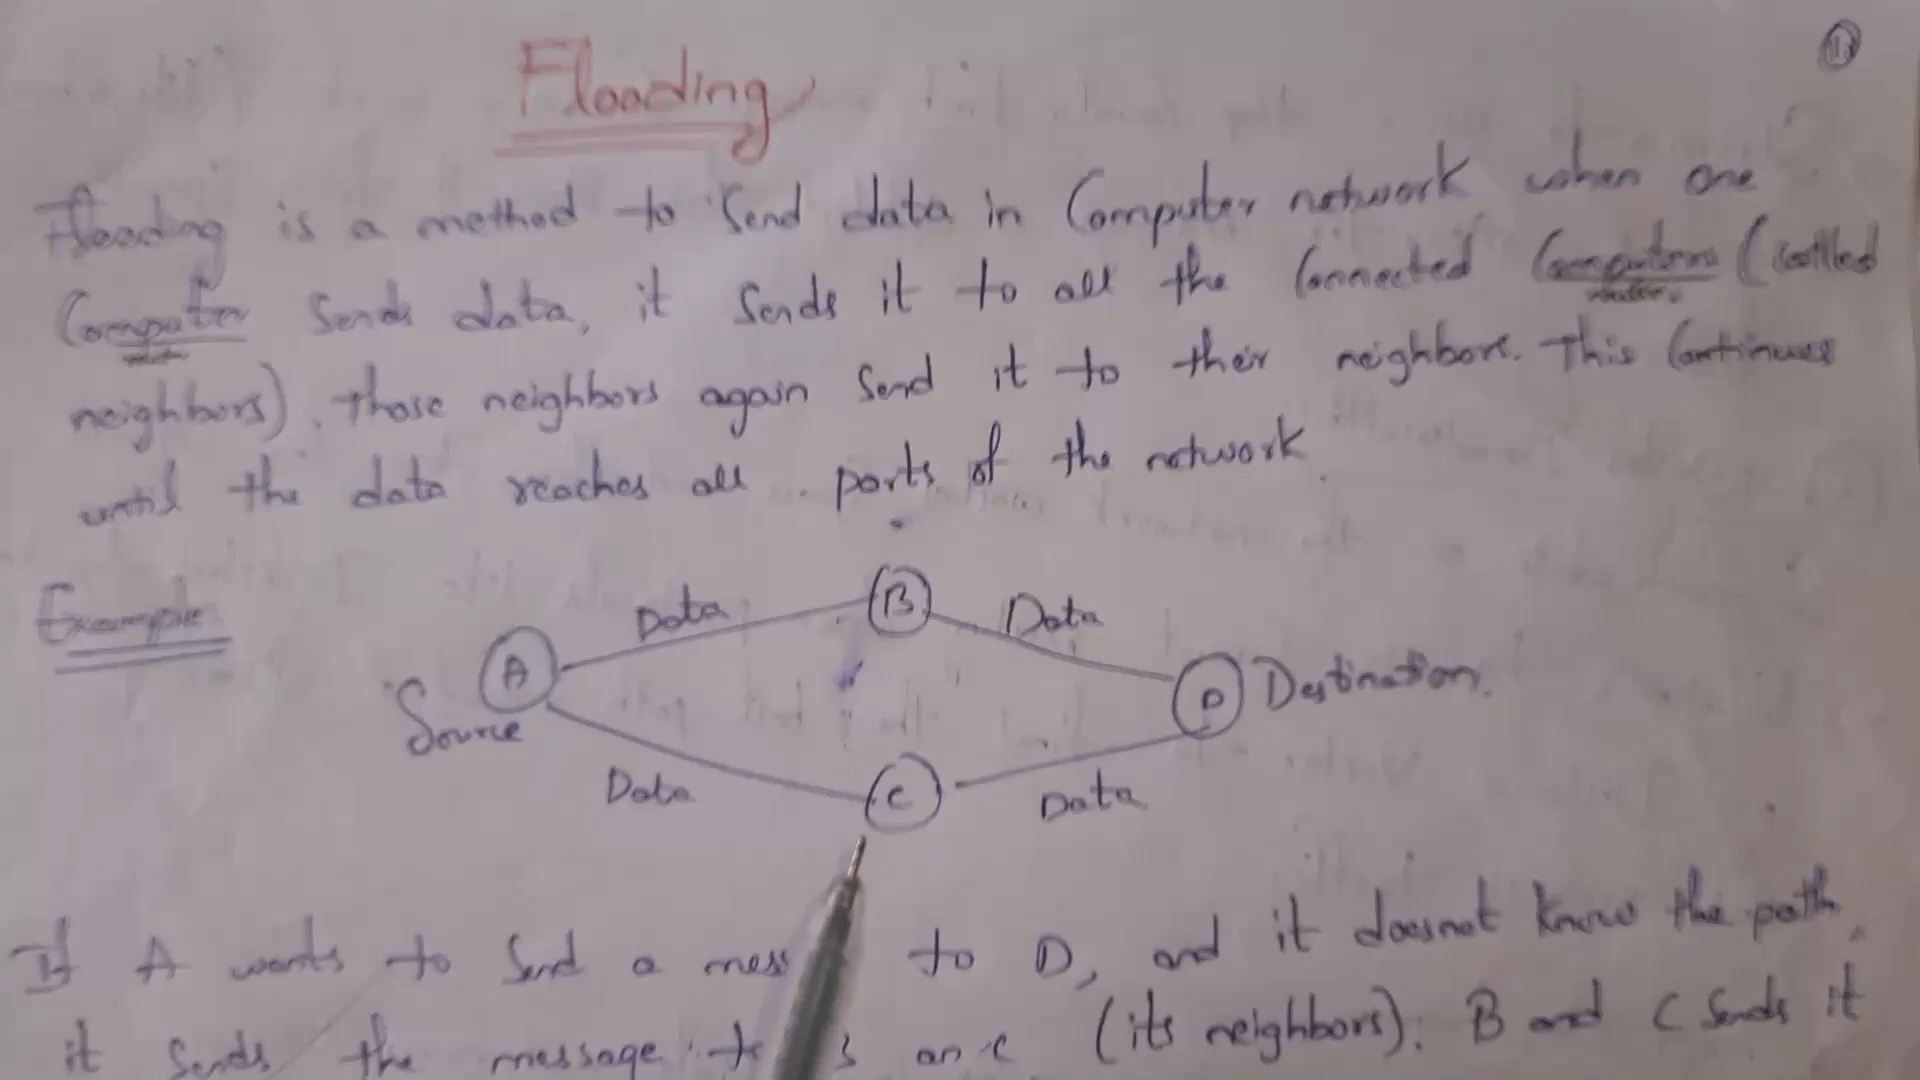 Flooding
Flooding is a method to send data in Computer network when one
Computer sends data, it sends it to all the Connected Computers (called
neighbors). those neighbors again send it to their neighbors. This Continues
until the data reaches all parts of the network.
Example
Data
B
Data
A
D
Destination.
Source
Data
C
Data
If A wants to send a mess to D, and it doesnot know the path,
it sends the message (its neighbors). B and C sends it